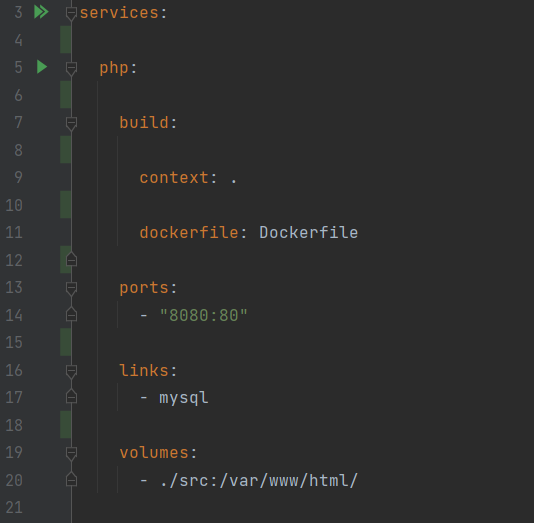 3 services:
4
5 php:
6
7 build:
8
9 context: .
10
11 dockerfile: Dockerfile
12
13 ports:
14 - "8080:80"
15
16 links:
17 - mysql
18
19 volumes:
20 - ./src:/var/www/html/
21